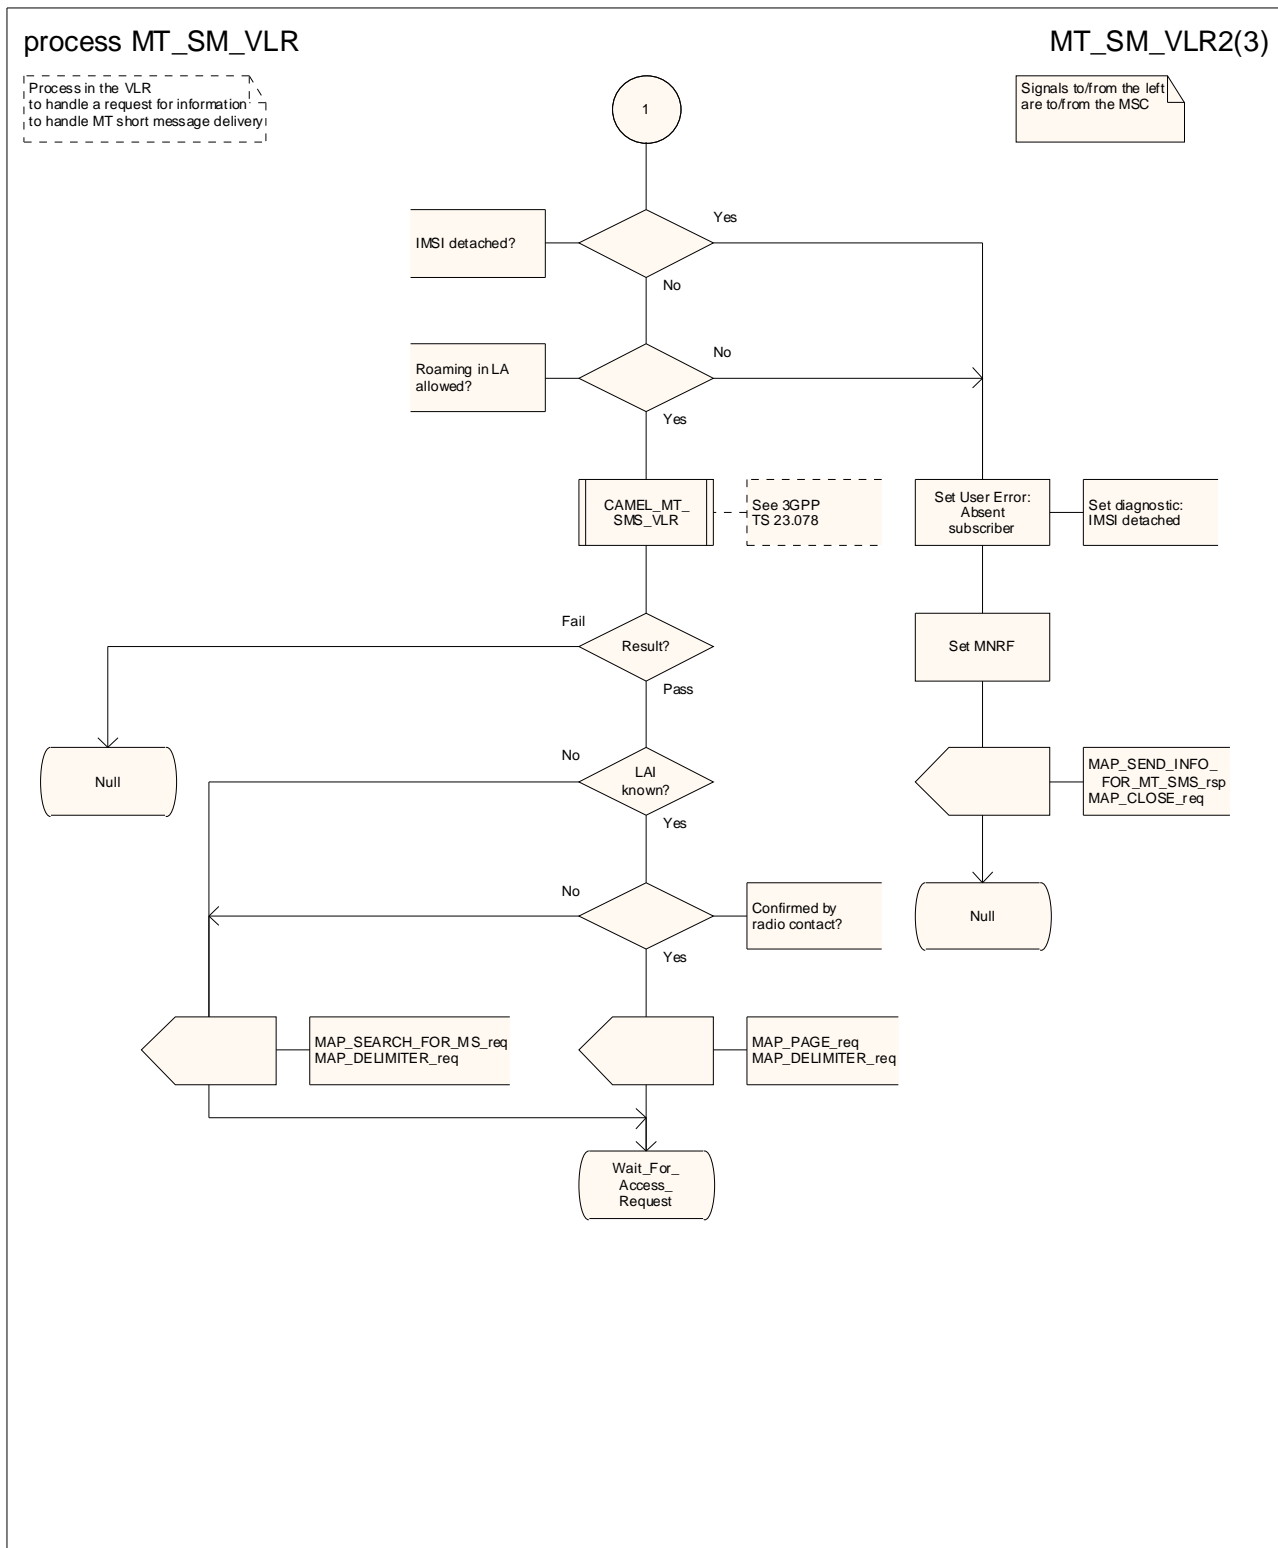 process MT_SM_VLR
MT_SM_VLR2(3)
Process in the VLR
to handle a request for information
to handle MT short message delivery
Signals to/from the left
are to/from the MSC
1
IMSI detached?
Yes
No
Roaming in LA
allowed?
No
Yes
CAMEL_MT_
SMS_VLR
See 3GPP
TS 23.078
Set User Error:
Absent
subscriber
Set diagnostic:
IMSI detached
Fail
Result?
Pass
Set MNRF
Null
No
LAI
known?
Yes
MAP_SEND_INFO_
FOR_MT_SMS_rsp
MAP_CLOSE_req
No
Confirmed by
radio contact?
Yes
Null
MAP_SEARCH_FOR_MS_req
MAP_DELIMITER_req
MAP_PAGE_req
MAP_DELIMITER_req
Wait_For_
Access_
Request